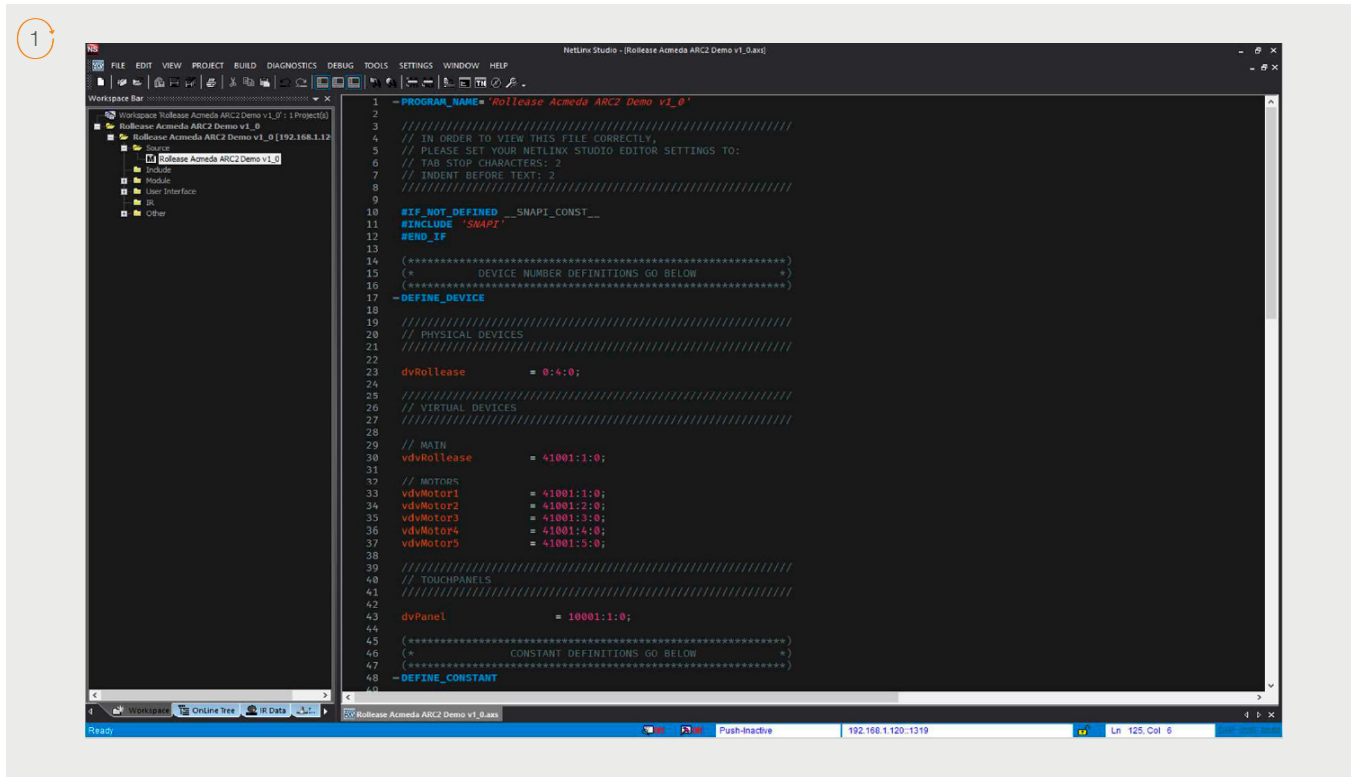 1
NS
NetLinx Studio - [Rollease Acmeda ARC2 Demo v1_0.axs]
FILE EDIT VIEW PROJECT BUILD DIAGNOSTICS DEBUG TOOLS SETTINGS WINDOW HELP
Workspace Bar
Workspace 'Rollease Acmeda ARC2 Demo v1_0' : 1 Project(s)
Rollease Acmeda ARC2 Demo v1_0
Rollease Acmeda ARC2 Demo v1_0 [192.168.1.12
Source
M Rollease Acmeda ARC2 Demo v1_0
Include
Module
User Interface
IR
Other
1 PROGRAM_NAME='Rollease Acmeda ARC2 Demo v1_0'
2
3 ///////////////////////////////////////////////////////////////
4 // IN ORDER TO VIEW THIS FILE CORRECTLY,
5 // PLEASE SET YOUR NETLINX STUDIO EDITOR SETTINGS TO:
6 // TAB STOP CHARACTERS: 2
7 // INDENT BEFORE TEXT: 2
8 ///////////////////////////////////////////////////////////////
9
10 #IF_NOT_DEFINED __SNAPI_CONST__
11 #INCLUDE 'SNAPI'
12 #END_IF
13
14 (***********************************************************)
15 (* DEVICE NUMBER DEFINITIONS GO BELOW *)
16 (***********************************************************)
17 DEFINE_DEVICE
18
19 ///////////////////////////////////////////////////////////////
20 // PHYSICAL DEVICES
21 ///////////////////////////////////////////////////////////////
22
23 dvRollease = 0:4:0;
24
25 ///////////////////////////////////////////////////////////////
26 // VIRTUAL DEVICES
27 ///////////////////////////////////////////////////////////////
28
29 // MAIN
30 vdvRollease = 41001:1:0;
31
32 // MOTORS
33 vdvMotor1 = 41001:1:0;
34 vdvMotor2 = 41001:2:0;
35 vdvMotor3 = 41001:3:0;
36 vdvMotor4 = 41001:4:0;
37 vdvMotor5 = 41001:5:0;
38
39 ///////////////////////////////////////////////////////////////
40 // TOUCHPANELS
41 ///////////////////////////////////////////////////////////////
42
43 dvPanel = 10001:1:0;
44
45 (***********************************************************)
46 (* CONSTANT DEFINITIONS GO BELOW *)
47 (***********************************************************)
48 DEFINE_CONSTANT
49
Workspace OnLine Tree IR Data
Rollease Acmeda ARC2 Demo v1_0.axs
Ready Push-Inactive 192.168.1.120::1319 Ln 125, Col 6